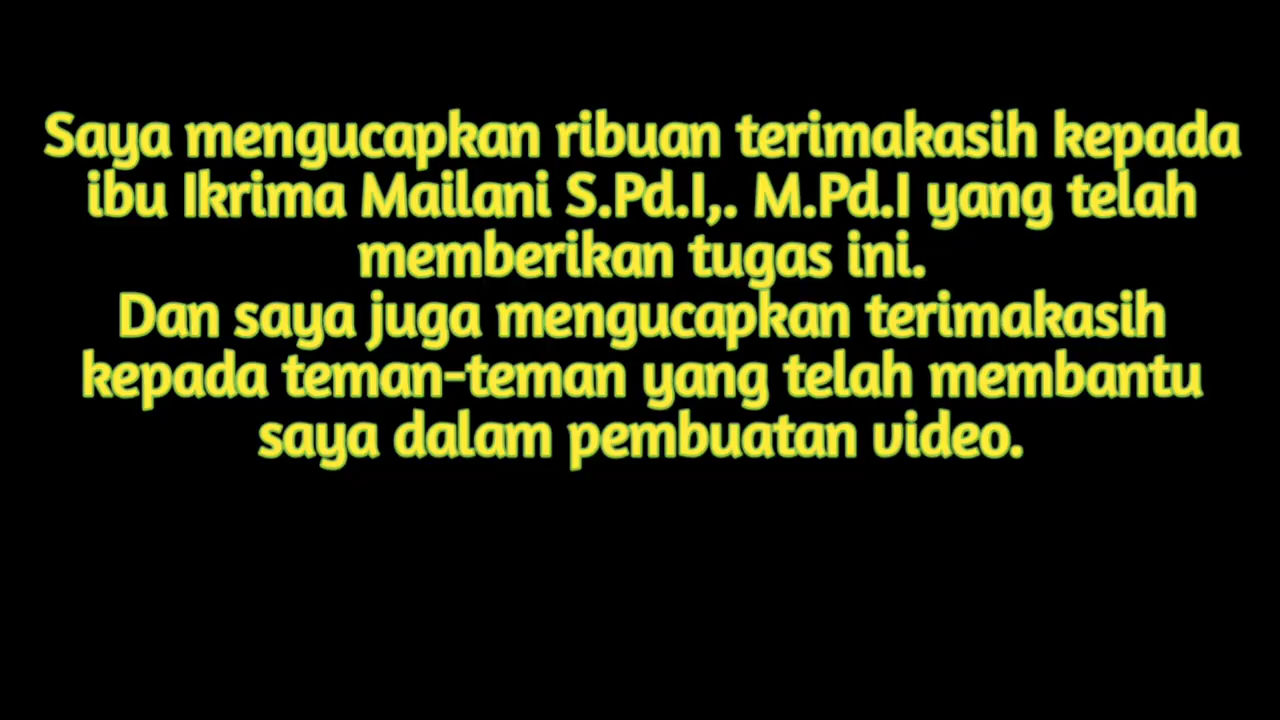 Saya mengucapkan ribuan terimakasih kepada
ibu Ikrima Mailani S.Pd.I,. M.Pd.I yang telah
memberikan tugas ini.
Dan saya juga mengucapkan terimakasih
kepada teman-teman yang telah membantu
saya dalam pembuatan video.